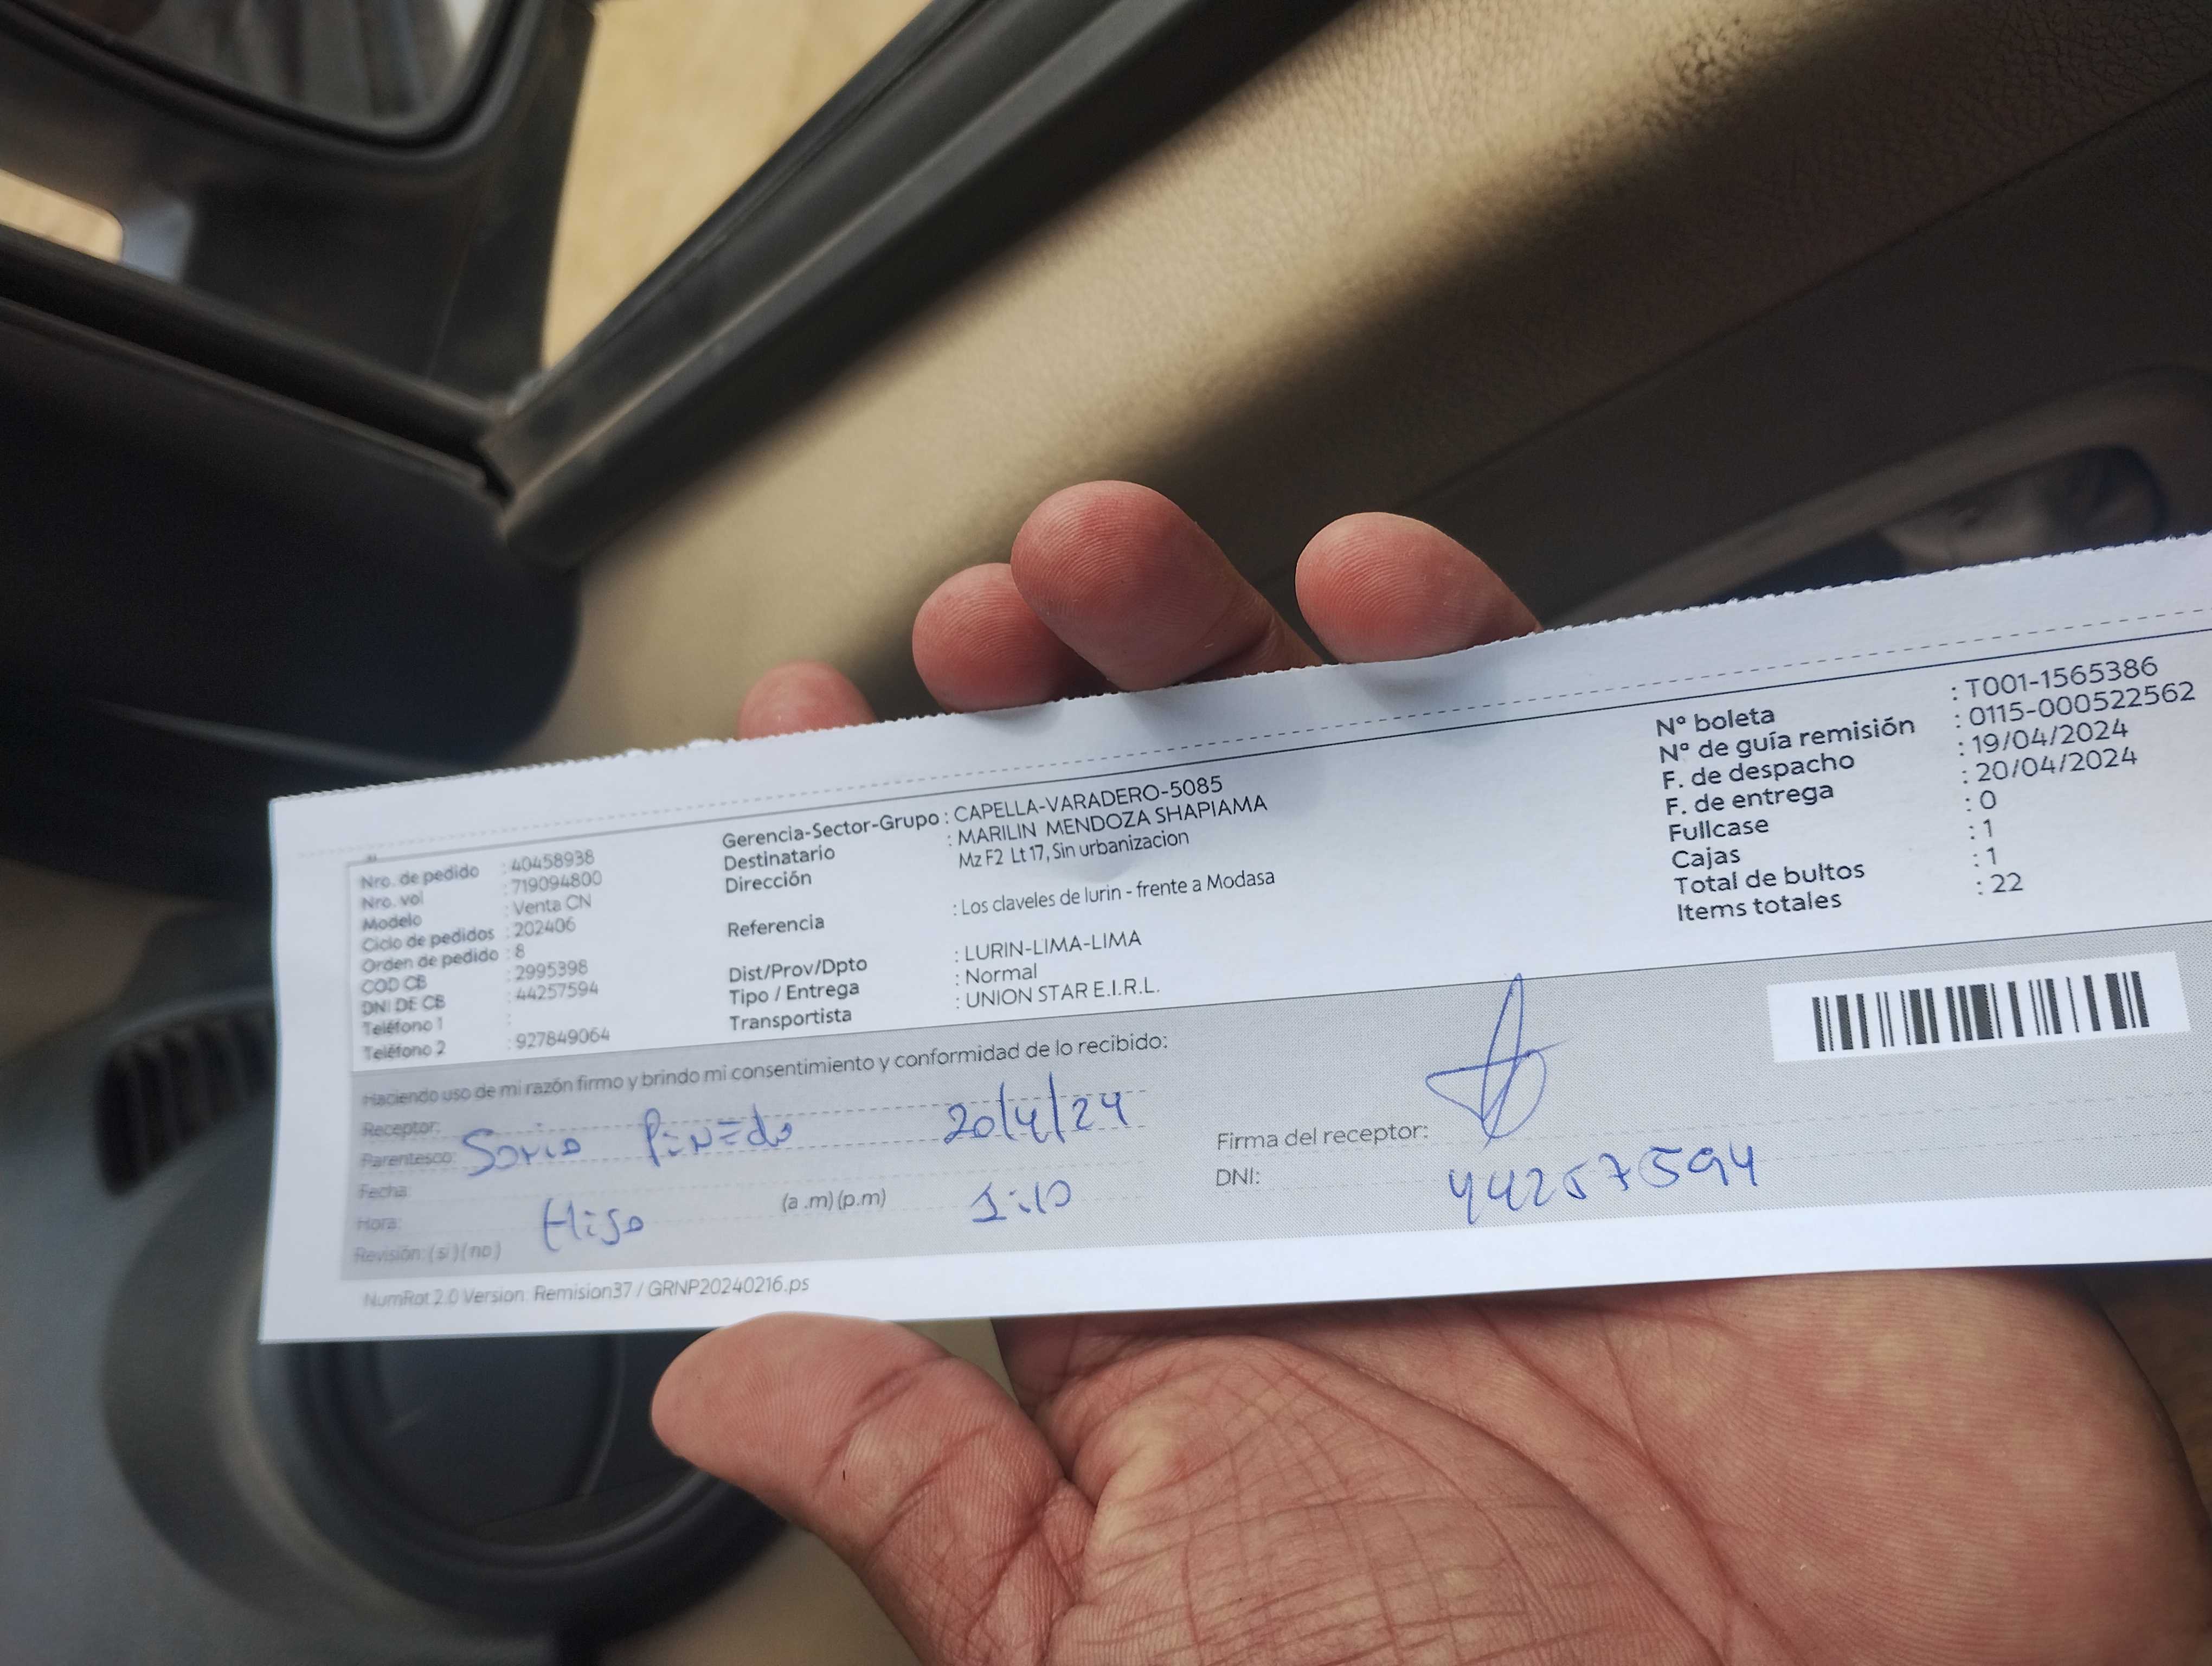 Nro. de pedido : 40458938
Nro. vol : 719094800
Modelo : Venta CN
Ciclo de pedidos : 202406
Orden de pedido : 8
COD CB : 2995398
DNI DE CB : 44257594
Teléfono 1 :
Teléfono 2 : 927849064
Gerencia-Sector-Grupo : CAPELLA-VARADERO-5085
Destinatario : MARILIN MENDOZA SHAPIAMA
Dirección Mz F2 Lt 17, Sin urbanizacion
Referencia : Los claveles de lurin - frente a Modasa
Dist/Prov/Dpto : LURIN-LIMA-LIMA
Tipo / Entrega : Normal
Transportista : UNION STAR E.I.R.L.
Nº boleta : T001-1565386
Nº de guía remisión : 0115-000522562
F. de despacho : 19/04/2024
F. de entrega : 20/04/2024
Fullcase : 0
Cajas : 1
Total de bultos : 1
Items totales : 22
Haciendo uso de mi razón firmo y brindo mi consentimiento y conformidad de lo recibido:
Receptor:
Parentesco: Pinedo 20/4/24
Fecha:
Hora: (a .m) (p.m) 1:10
Revisión: (si) (no)
Firma del receptor:
DNI: 44257594
NumRot 2.0 Version: Remision37 / GRNP20240216.ps